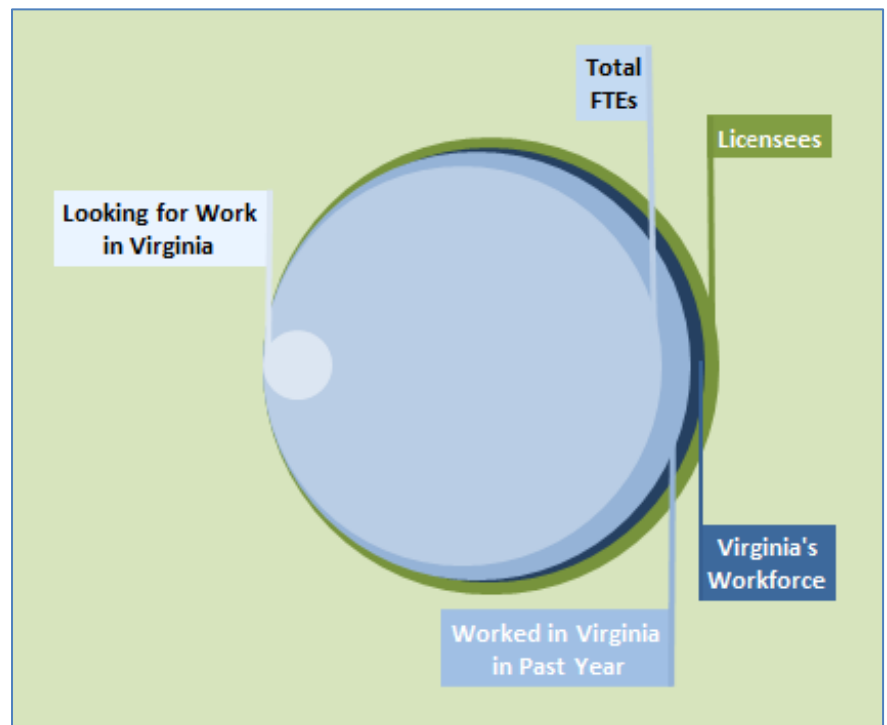 Total
FTEs
Licensees
Looking for Work
in Virginia
Virginia's
Workforce
Worked in Virginia
in Past Year